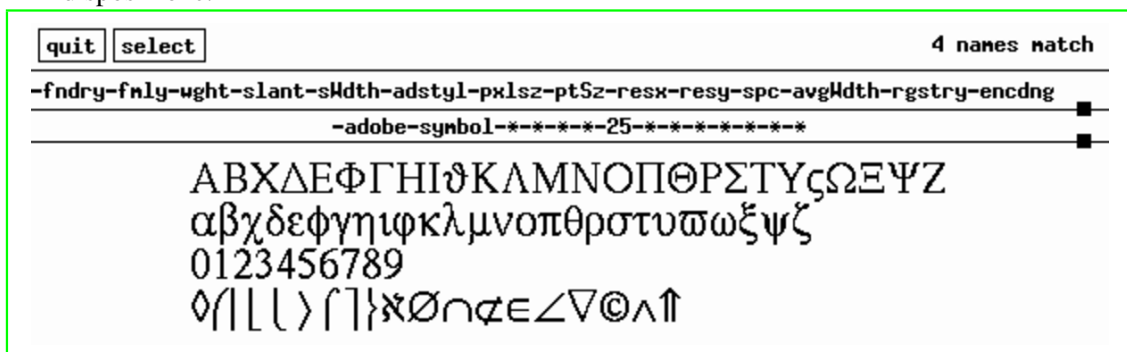 quit select 4 names match
-fndry-fmly-wght-slant-sWdth-adstyl-pxlsz-ptSz-resx-resy-spc-avgWdth-rgstry-encdng
-adobe-symbol-*-*-*-*-25-*-*-*-*-*-*-*
ΑΒΧΔΕΦΓΗΙϑΚΛΜΝΟΠΘΡΣΤΥςΩΞΨΖ
αβχδεϕγηιφκλμνοπθρστυϖωξψζ
0123456789
◊⎛⎜⎣⎝〉⎧⎤}ℵ∅∩⊄∈∠∇©∧⇑